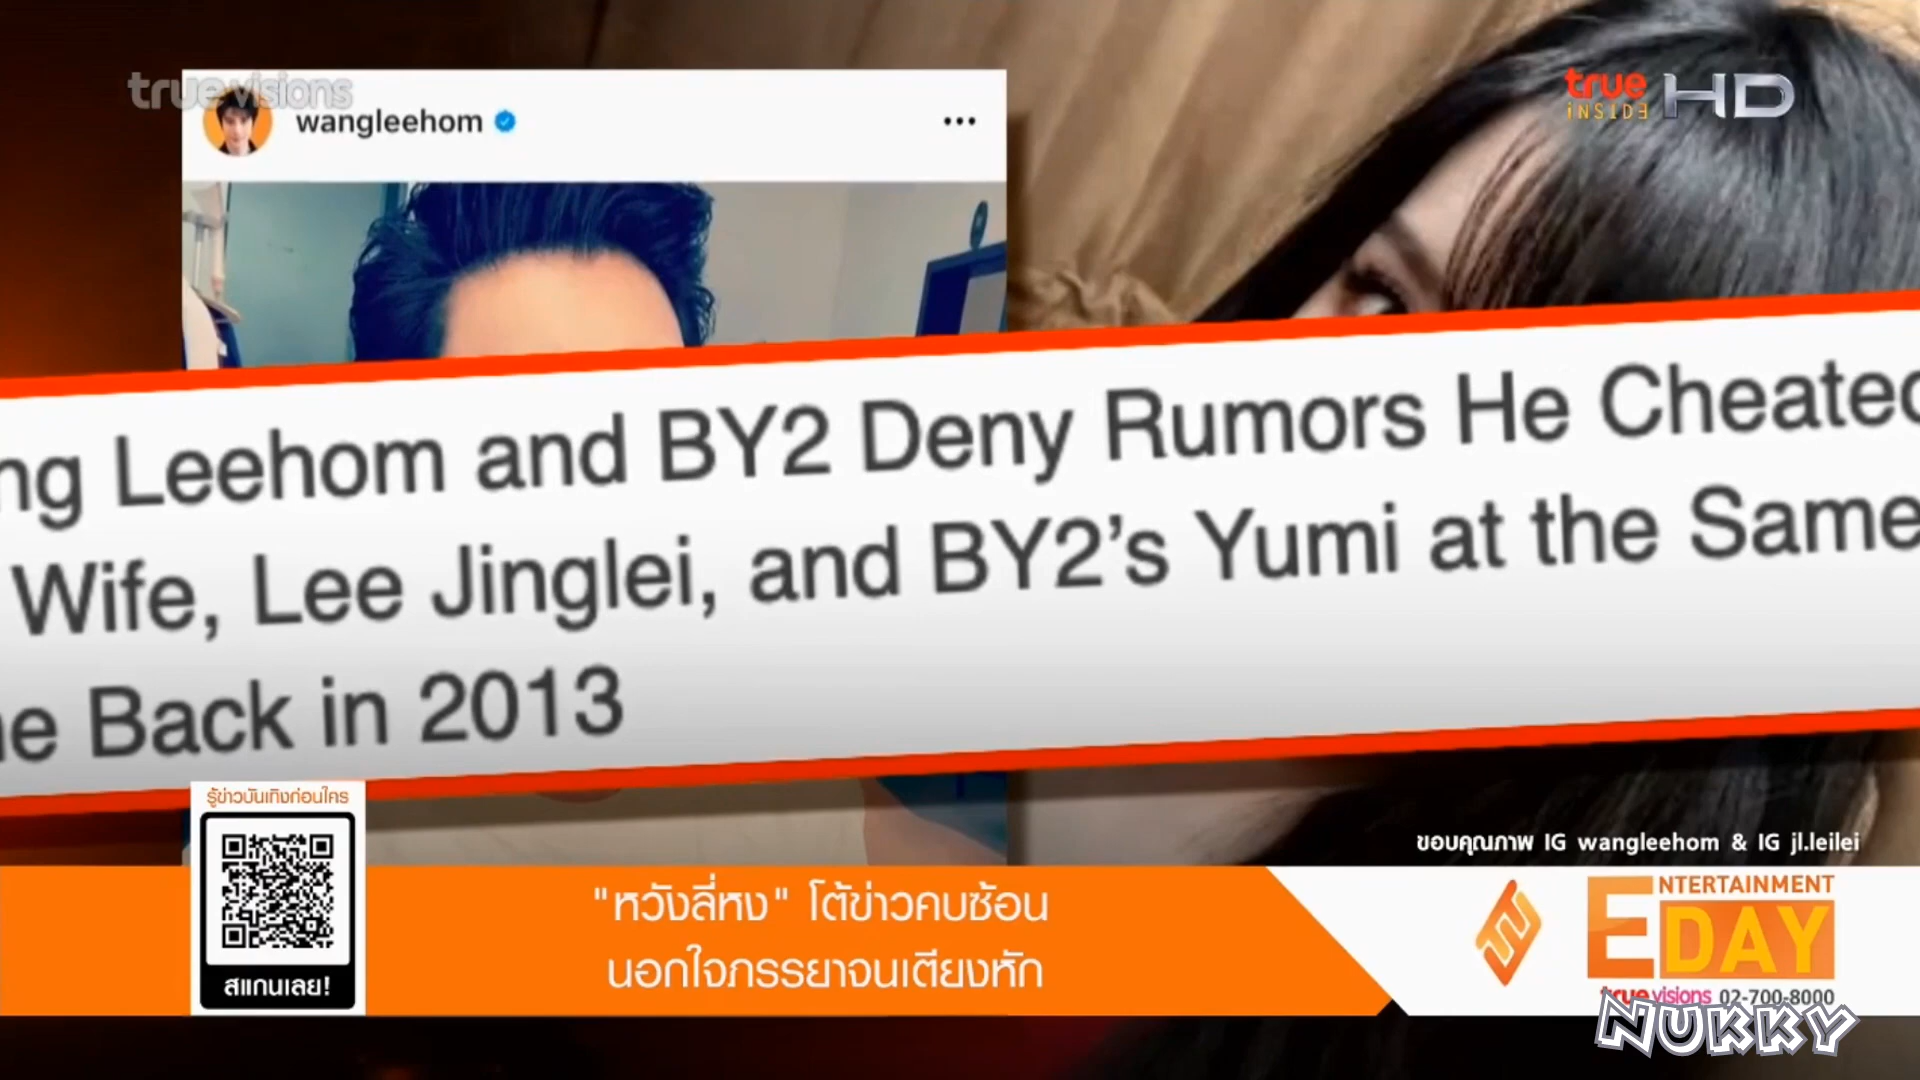 true visions
wangleehom
true
INSIDE HD
Leehom and BY2 Deny Rumors He Cheated
Wife, Lee Jinglei, and BY2's Yumi at the Same
Back in 2013
รู้ข่าวบันเทิงก่อนใคร
สแกนเลย!
ขอบคุณภาพ IG wangleehom & IG jl.leilei
"หวังลี่หง" โต้ข่าวคบซ้อน
นอกใจภรรยาจนเตียงหัก
ENTERTAINMENT
DAY
true visions 02-700-8000
NUKKY